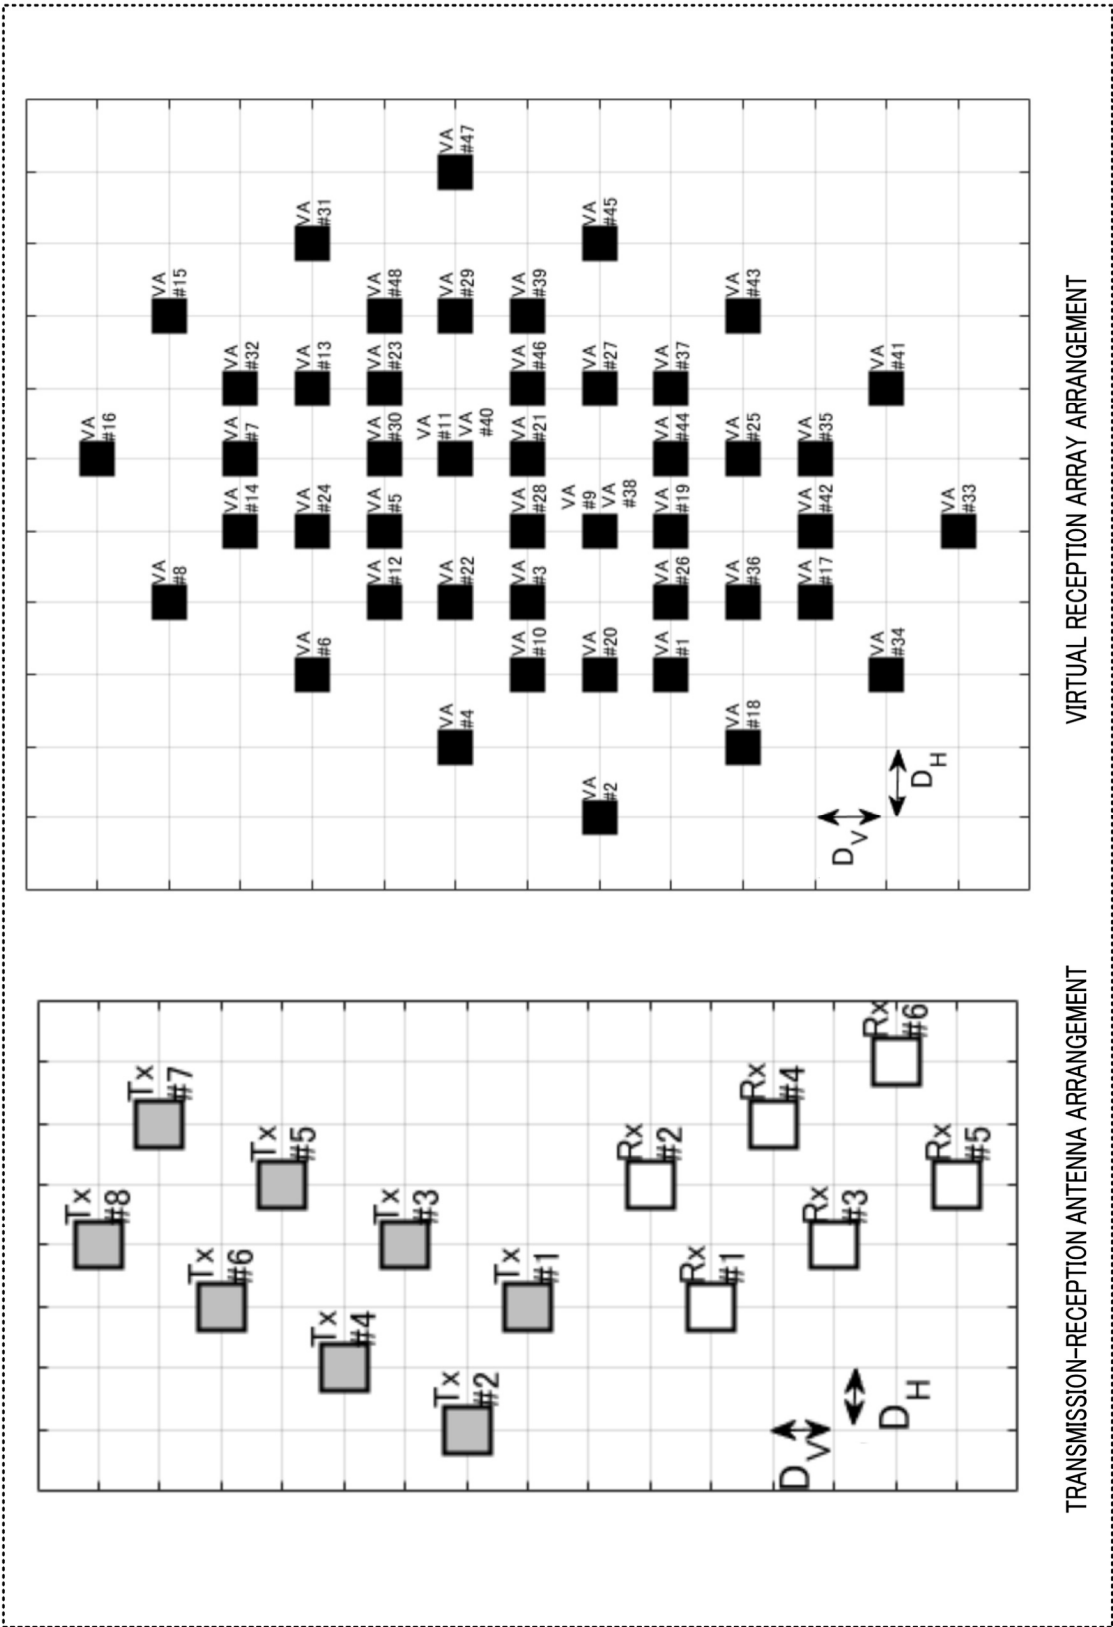 Tx
#8
Tx
#7
Tx
#6
Tx
#5
Tx
#4
Tx
#3
Tx
#2
Tx
#1
Rx
#2
Rx
#1
Rx
#4
Rx
#3
Rx
#6
Rx
#5
DV
DH
TRANSMISSION-RECEPTION ANTENNA ARRANGEMENT
VA
#16
VA
#8
VA
#15
VA
#14
VA
#7
VA
#32
VA
#6
VA
#24
VA
#13
VA
#31
VA
#12
VA
#5
VA
#30
VA
#23
VA
#48
VA
#4
VA
#22
VA
#11
VA
#40
VA
#29
VA
#47
VA
#10
VA
#3
VA
#28
VA
#21
VA
#46
VA
#39
VA
#2
VA
#20
VA
#9
VA
#38
VA
#27
VA
#45
VA
#1
VA
#26
VA
#19
VA
#44
VA
#37
VA
#18
VA
#36
VA
#25
VA
#43
VA
#17
VA
#42
VA
#35
VA
#34
VA
#41
VA
#33
DV
DH
VIRTUAL RECEPTION ARRAY ARRANGEMENT